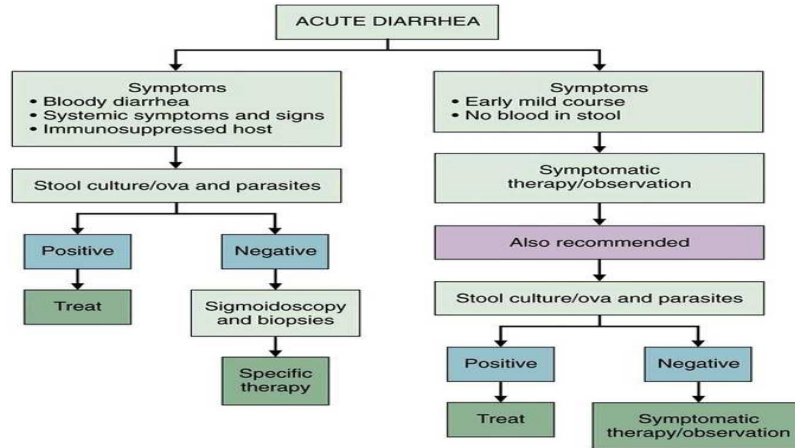 ACUTE DIARRHEA
Symptoms
• Bloody diarrhea
• Systemic symptoms and signs
• Immunosuppressed host
Stool culture/ova and parasites
Positive
Negative
Treat
Sigmoidoscopy
and biopsies
Specific
therapy
Symptoms
• Early mild course
• No blood in stool
Symptomatic
therapy/observation
Also recommended
Stool culture/ova and parasites
Positive
Negative
Treat
Symptomatic
therapy/observation